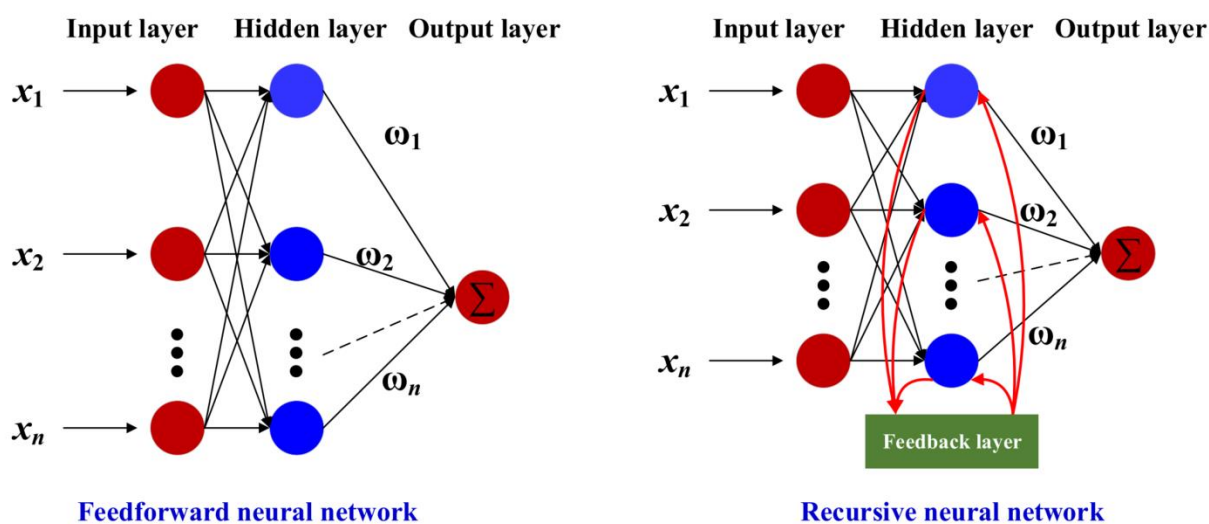 Input layer Hidden layer Output layer
x1
ω1
x2
ω2
Σ
ωn
xn
Feedforward neural network
Input layer Hidden layer Output layer
x1
ω1
x2
ω2
Σ
ωn
xn
Feedback layer
Recursive neural network